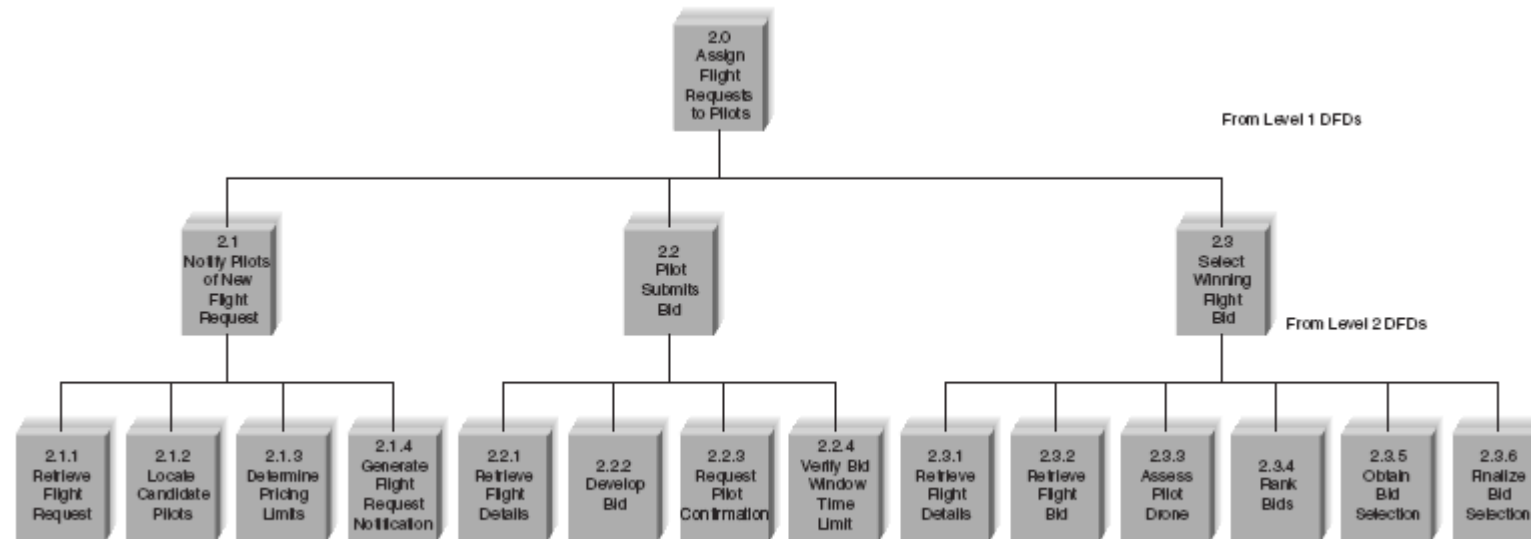 2.0
Assign
Flight
Requests
to Pilots
From Level 1 DFDs
2.1
Notify Pilots
of New
Flight
Request
2.2
Pilot
Submits
Bid
2.3
Select
Winning
Flight
Bid
From Level 2 DFDs
2.1.1
Retrieve
Flight
Request
2.1.2
Locate
Candidate
Pilots
2.1.3
Determine
Pricing
Limits
2.1.4
Generate
Flight
Request
Notification
2.2.1
Retrieve
Flight
Details
2.2.2
Develop
Bid
2.2.3
Request
Pilot
Confirmation
2.2.4
Verify Bid
Window
Time
Limit
2.3.1
Retrieve
Flight
Details
2.3.2
Retrieve
Flight
Bid
2.3.3
Assess
Pilot
Drone
2.3.4
Rank
Bids
2.3.5
Obtain
Bid
Selection
2.3.6
Finalize
Bid
Selection